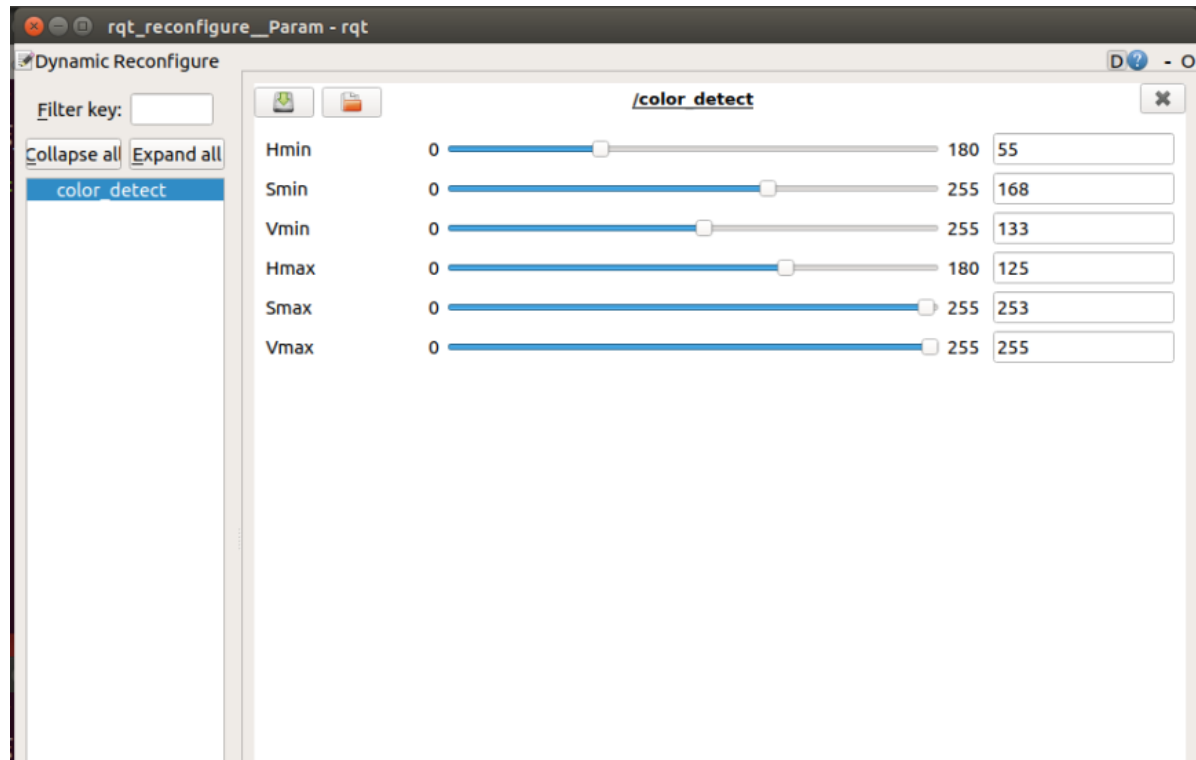 rqt_reconfigure__Param - rqt
Dynamic Reconfigure
D? - O
Filter key:
Collapse all Expand all
color_detect
/color_detect
Hmin 0 180 55
Smin 0 255 168
Vmin 0 255 133
Hmax 0 180 125
Smax 0 255 253
Vmax 0 255 255